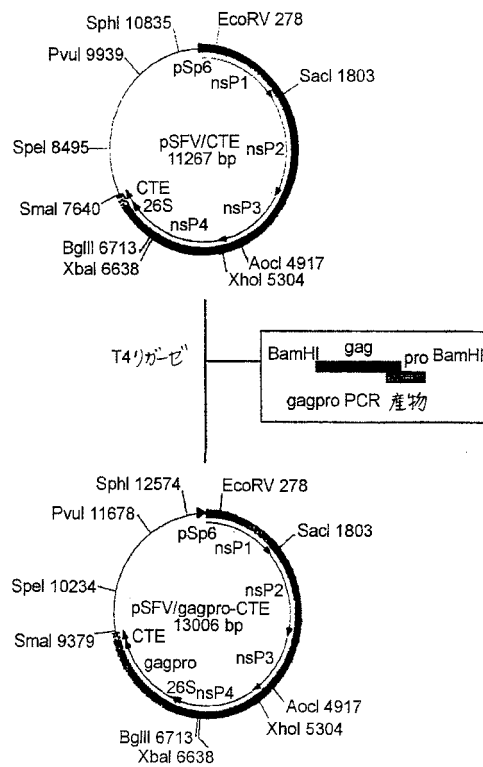 SphI 10835
EcoRV 278
PvuI 9939
pSp6
nsP1
SacI 1803
SpeI 8495
pSFV/CTE
11267 bp
nsP2
CTE
26S
SmaI 7640
nsP4
nsP3
BglII 6713
XbaI 6638
AocI 4917
XhoI 5304
T4リガーゼ
BamHI
gag
pro
BamHI
gagpro PCR 産物
SphI 12574
EcoRV 278
PvuI 11678
pSp6
nsP1
SacI 1803
SpeI 10234
nsP2
pSFV/gagpro-CTE
13006 bp
SmaI 9379
CTE
gagpro
nsP3
26S
nsP4
AocI 4917
XhoI 5304
BglII 6713
XbaI 6638